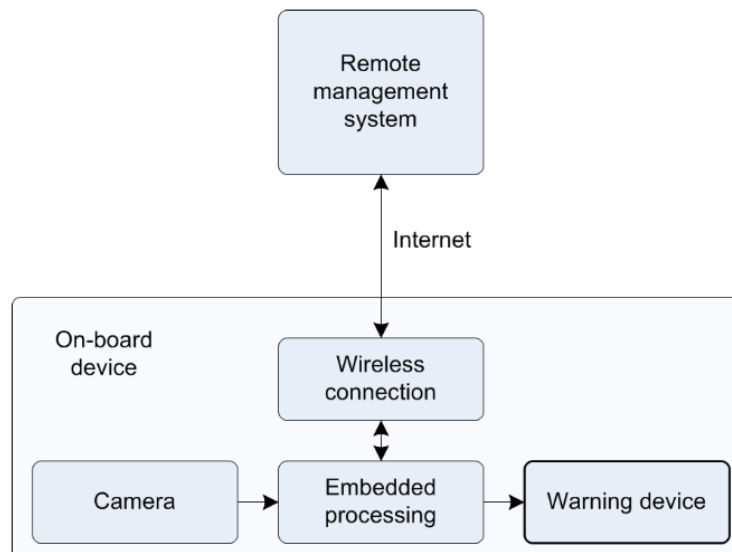 Remote
management
system
Internet
On-board
device
Wireless
connection
Camera
Embedded
processing
Warning device